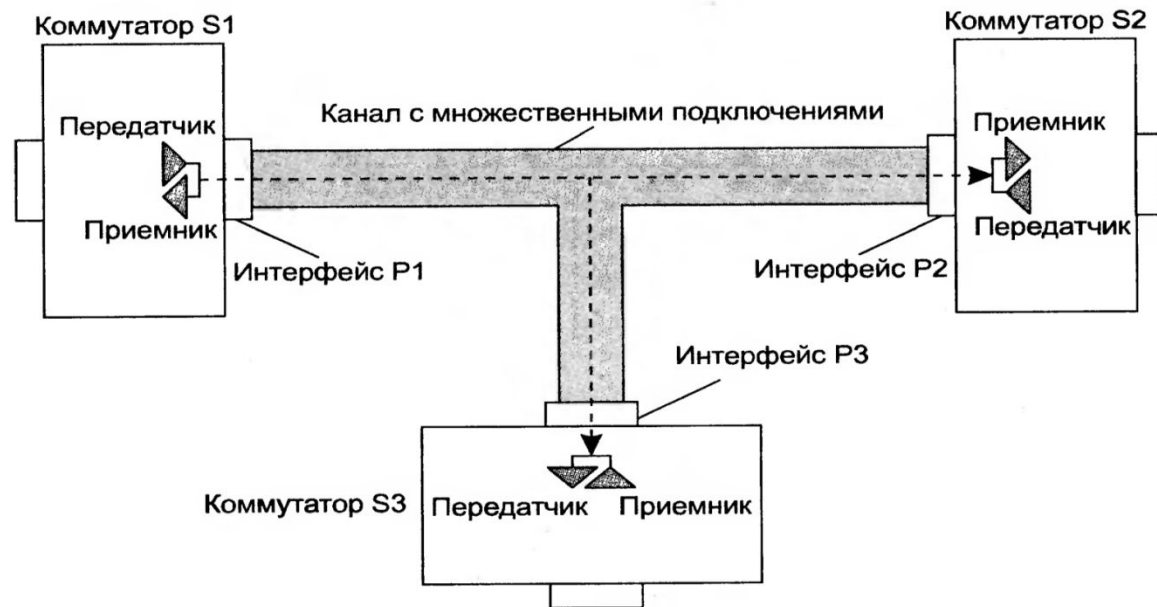 Коммутатор S1
Коммутатор S2
Канал с множественными подключениями
Передатчик
Приемник
Приемник
Передатчик
Интерфейс P1
Интерфейс P2
Интерфейс P3
Коммутатор S3
Передатчик
Приемник